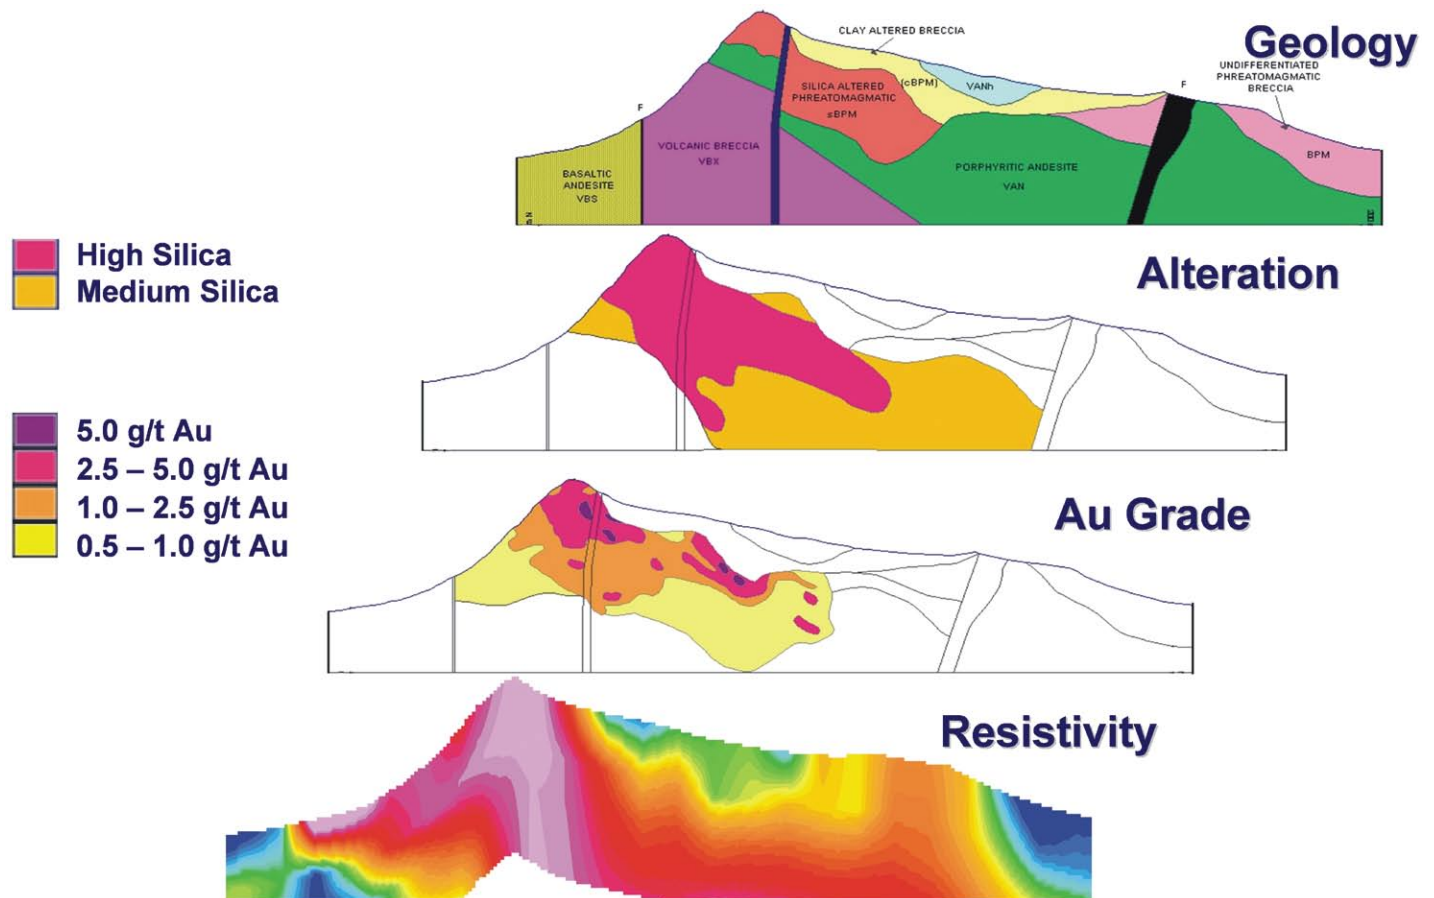 Geology
CLAY ALTERED BRECCIA
UNDIFFERENTIATED
PHREATOMAGMATIC
BRECCIA
F
F
(cBPM)
VANh
SILICA ALTERED
PHREATOMAGMATIC
sBPM
VOLCANIC BRECCIA
VBX
BASALTIC
ANDESITE
VBS
PORPHYRITIC ANDESITE
VAN
BPM
High Silica
Medium Silica
Alteration
5.0 g/t Au
2.5 – 5.0 g/t Au
1.0 – 2.5 g/t Au
0.5 – 1.0 g/t Au
Au Grade
Resistivity